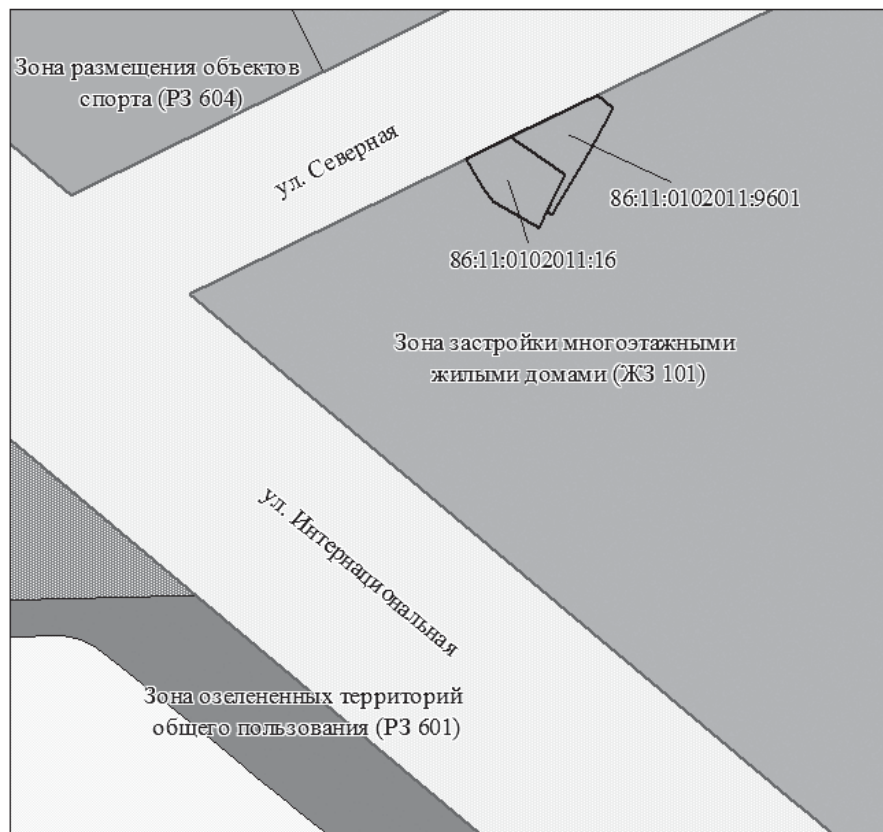 Зона размещения объектов
спорта (РЗ 604)
ул. Северная
86:11:0102011:9601
86:11:0102011:16
Зона застройки многоэтажными
жилыми домами (ЖЗ 101)
ул. Интернациональная
Зона озелененных территорий
общего пользования (РЗ 601)